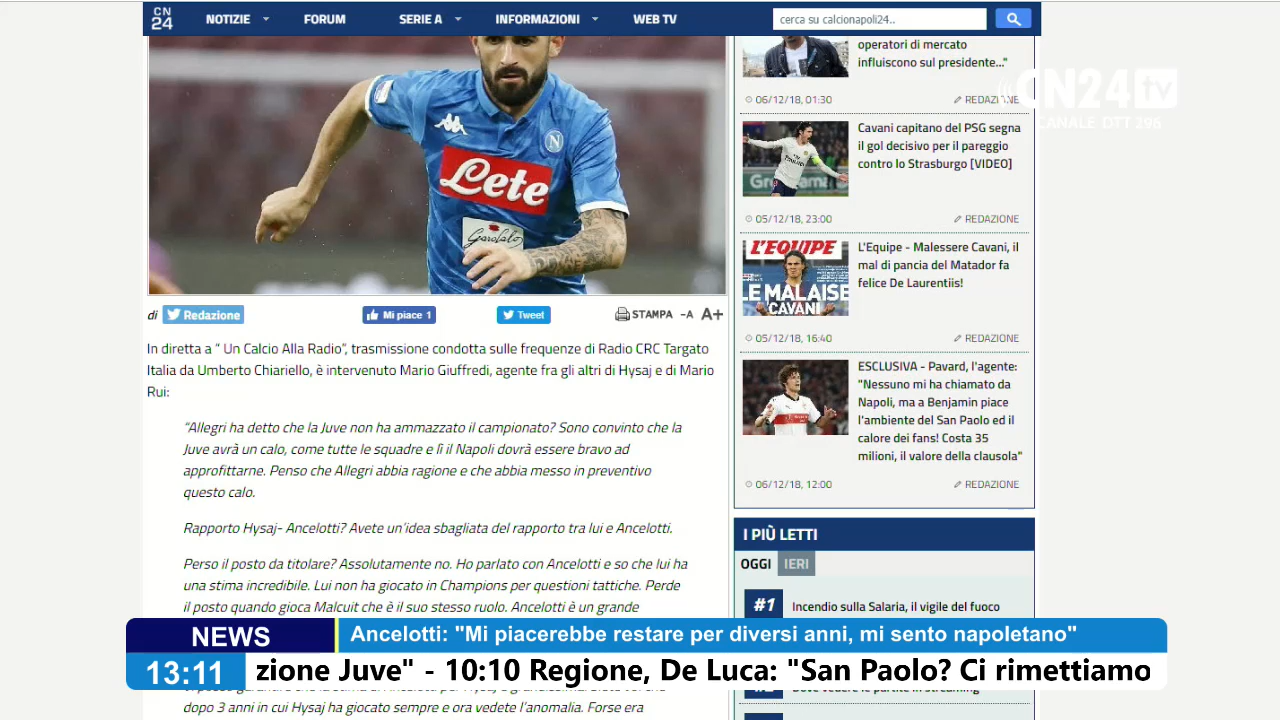 CN
24
NOTIZIE
FORUM
SERIE A
INFORMAZIONI
WEB TV
cerca su calcionapoli24..
Lete
Garofalo
N
di Redazione
Mi piace 1
Tweet
STAMPA -A A+
In diretta a “ Un Calcio Alla Radio”, trasmissione condotta sulle frequenze di Radio CRC Targato
Italia da Umberto Chiariello, è intervenuto Mario Giuffredi, agente fra gli altri di Hysaj e di Mario
Rui:
“Allegri ha detto che la Juve non ha ammazzato il campionato? Sono convinto che la
Juve avrà un calo, come tutte le squadre e lì il Napoli dovrà essere bravo ad
approfittarne. Penso che Allegri abbia ragione e che abbia messo in preventivo
questo calo.
Rapporto Hysaj- Ancelotti? Avete un’idea sbagliata del rapporto tra lui e Ancelotti.
Perso il posto da titolare? Assolutamente no. Ho parlato con Ancelotti e so che lui ha
una stima incredibile. Lui non ha giocato in Champions per questioni tattiche. Perde
il posto quando gioca Malcuit che è il suo stesso ruolo. Ancelotti è un grande
dopo 3 anni in cui Hysaj ha giocato sempre e ora vedete l’anomalia. Forse era
operatori di mercato
influiscono sul presidente..."
06/12/18, 01:30
REDAZIONE
CN24 tv
CANALE DTT 296
Cavani capitano del PSG segna
il gol decisivo per il pareggio
contro lo Strasburgo [VIDEO]
05/12/18, 23:00
REDAZIONE
L'EQUIPE
LE MALAISE
CAVANI
L'Equipe - Malessere Cavani, il
mal di pancia del Matador fa
felice De Laurentiis!
05/12/18, 16:40
REDAZIONE
ESCLUSIVA - Pavard, l'agente:
"Nessuno mi ha chiamato da
Napoli, ma a Benjamin piace
l'ambiente del San Paolo ed il
calore dei fans! Costa 35
milioni, il valore della clausola"
06/12/18, 12:00
REDAZIONE
I PIÙ LETTI
OGGI
IERI
#1
Incendio sulla Salaria, il vigile del fuoco
Dove vedere le partite in streaming
NEWS
Ancelotti: "Mi piacerebbe restare per diversi anni, mi sento napoletano"
13:11
zione Juve" - 10:10 Regione, De Luca: "San Paolo? Ci rimettiamo